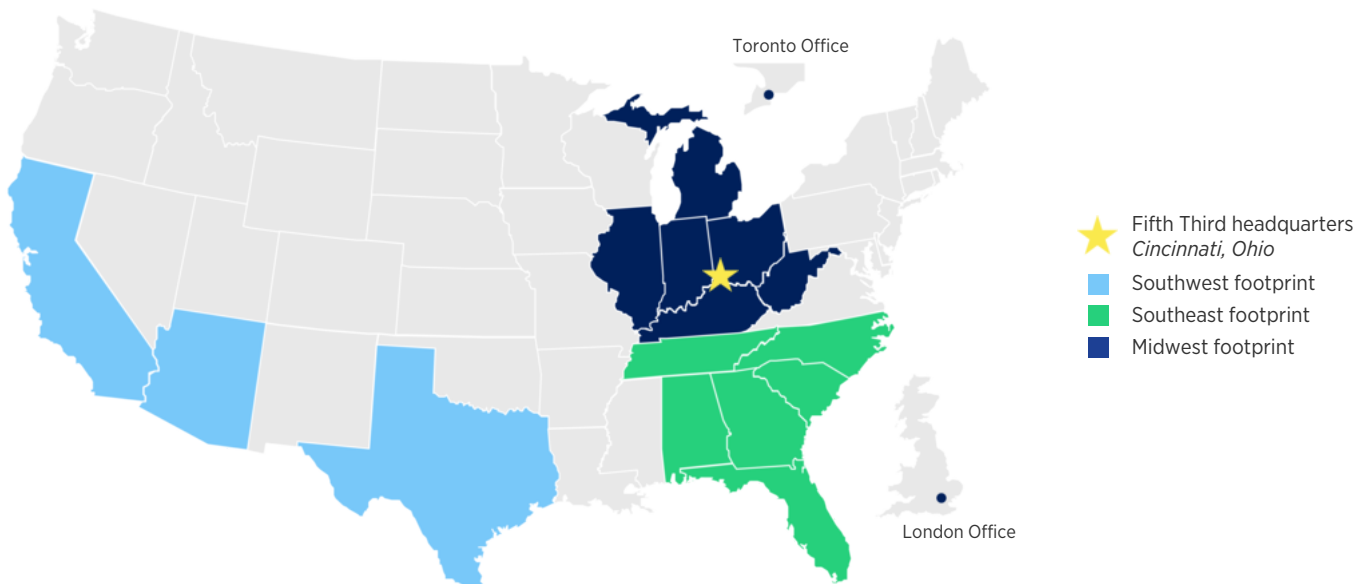 Toronto Office
Fifth Third headquarters
Cincinnati, Ohio
Southwest footprint
Southeast footprint
Midwest footprint
London Office